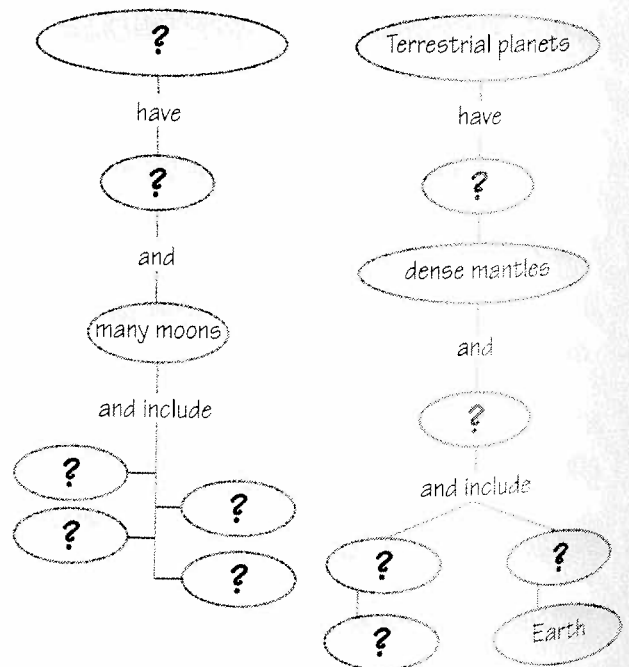 ?
have
?
and
many moons
and include
?
?
?
?
Terrestrial planets
have
?
dense mantles
and
?
and include
?
?
?
Earth